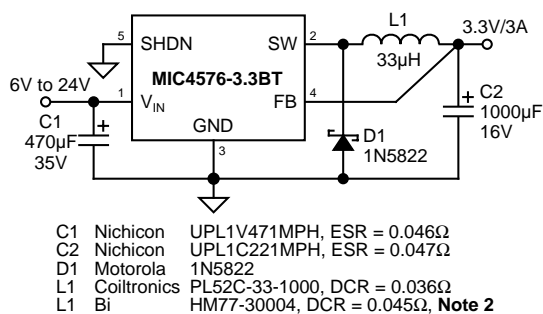 L1
3.3V/3A
5 SHDN SW 2
33µH
MIC4576-3.3BT
6V to 24V
1 VIN FB 4
C2
1000µF
16V
C1
470µF
35V
GND
3
D1
1N5822
C1 Nichicon UPL1V471MPH, ESR = 0.046Ω
C2 Nichicon UPL1C221MPH, ESR = 0.047Ω
D1 Motorola 1N5822
L1 Coiltronics PL52C-33-1000, DCR = 0.036Ω
L1 Bi HM77-30004, DCR = 0.045Ω, Note 2